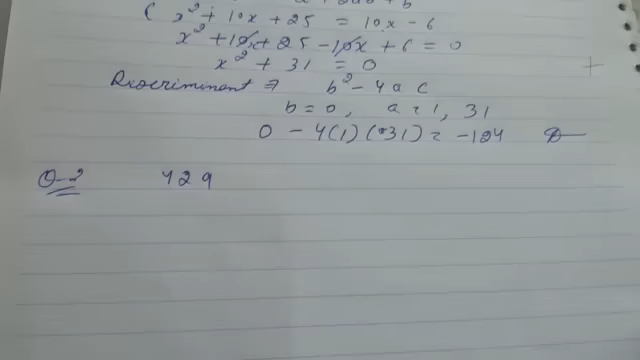 ( x² + 10x + 25 = 10x - 6
x² + 10x + 25 - 10x + 6 = 0
x² + 31 = 0
Discriminant ⇒ b² - 4ac
b = 0, a = 1, 31
0 - 4(1)(31) = -124
Q-2 729